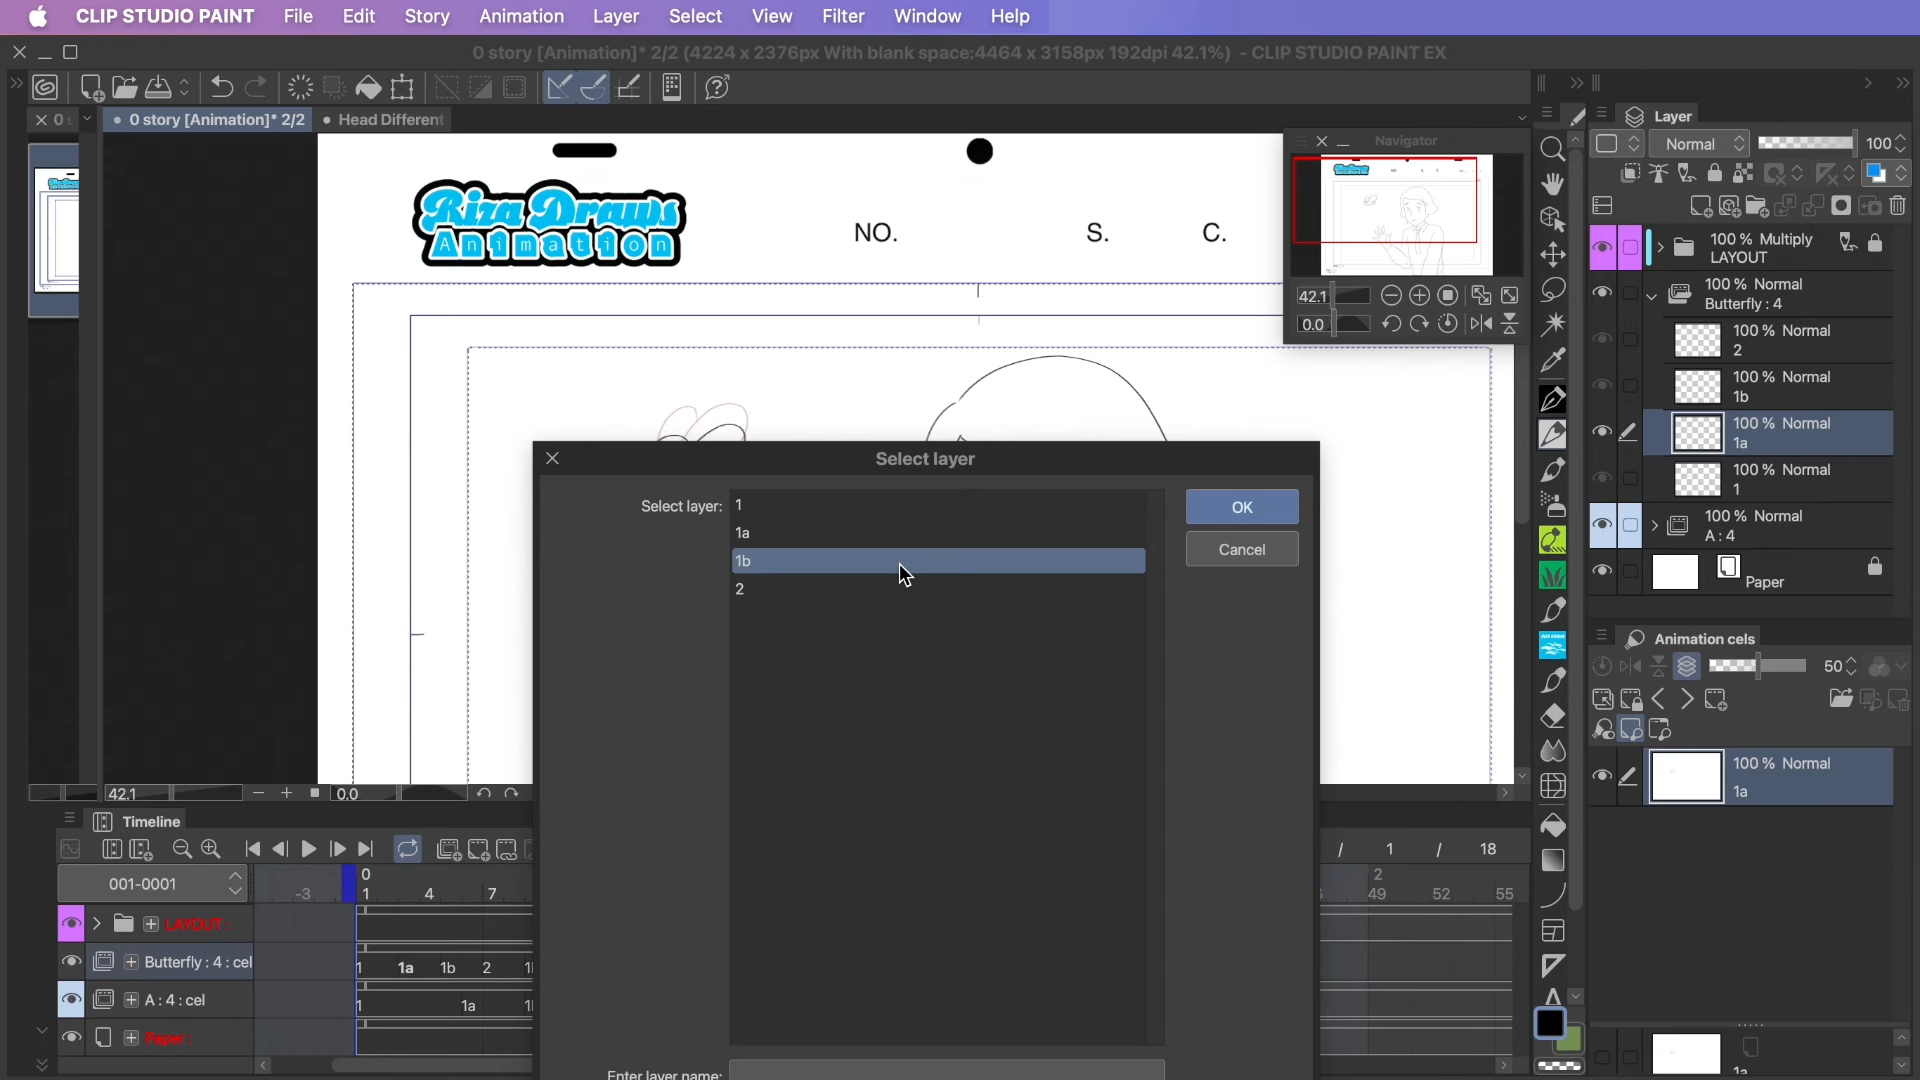 CLIP STUDIO PAINT File Edit Story Animation Layer Select View Filter Window Help
0 story [Animation]* 2/2 (4224 x 2376px With blank space:4464 x 3158px 192dpi 42.1%) - CLIP STUDIO PAINT EX
0 story [Animation]* 2/2
Head Different
Riza Draws
Animation
NO.
S.
C.
Navigator
42.1
0.0
Layer
Normal
100
100 % Multiply
LAYOUT
100 % Normal
Butterfly : 4
100 % Normal
2
100 % Normal
1b
100 % Normal
1a
100 % Normal
1
100 % Normal
A : 4
Paper
Select layer
Select layer:
1
1a
1b
2
OK
Cancel
Enter layer name:
Animation cels
50
100 % Normal
1a
1a
42.1
0.0
Timeline
/ 1 / 18
001-0001
-3
0
1 4 7
2
49 52 55
LAYOUT :
Butterfly : 4 : cel
1 1a 1b 2
A : 4 : cel
1 1a
Paper :